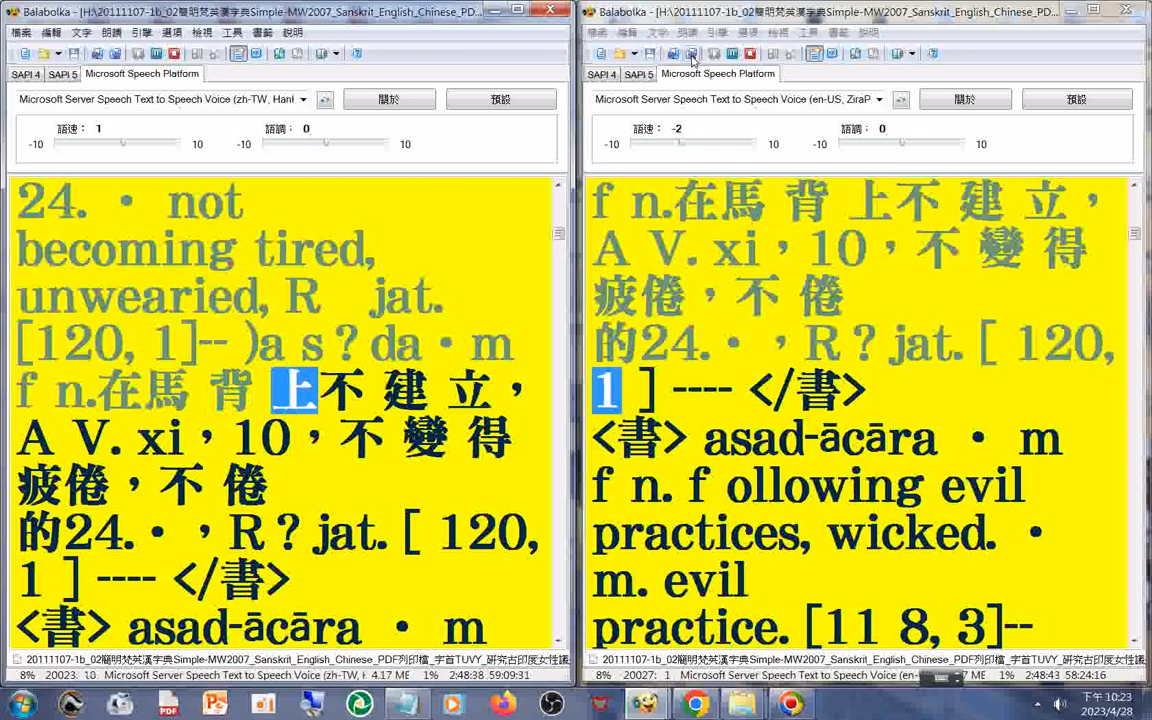 Balabolka - [H:\20111107-1b_02簡明梵英漢字典Simple-MW2007_Sanskrit_English_Chinese_PD...
檔案 編輯 文字 朗讀 引擎 選項 檢視 工具 書籤 說明
SAPI 4 SAPI 5 Microsoft Speech Platform
Microsoft Server Speech Text to Speech Voice (zh-TW, Hanl 關於 預設
語速： 1 語調： 0
-10 10 -10 10
24. • not
becoming tired,
unwearied, R jat.
[120, 1]-- )a s？da•m
f n.在馬 背 上不 建 立，
A V. xi，10，不 變 得
疲倦，不 倦
的24.•，R？jat.[ 120,
1 ] ---- </書>
<書> asad-ācāra • m
20111107-1b_02簡明梵英漢字典Simple-MW2007_Sanskrit_English_Chinese_PDF列印檔_字首TUVY_研究古印度女性議
8% 20023: 18 Microsoft Server Speech Text to Speech Voice (zh-TW, H 4.17 ME 1% 2:48:38 59:09:31
Balabolka - [H:\20111107-1b_02簡明梵英漢字典Simple-MW2007_Sanskrit_English_Chinese_PDF...
檔案 編輯 文字 朗讀 引擎 選項 檢視 工具 書籤 說明
SAPI 4 SAPI 5 Microsoft Speech Platform
Microsoft Server Speech Text to Speech Voice (en-US, ZiraP 關於 預設
語速： -2 語調： 0
-10 10 -10 10
f n.在馬 背 上不 建 立，
A V. xi，10，不 變 得
疲倦，不 倦
的24.•，R？jat.[ 120,
1 ] ---- </書>
<書> asad-ācāra • m
f n. f ollowing evil
practices, wicked. •
m. evil
practice. [11 8, 3]--
20111107-1b_02簡明梵英漢字典Simple-MW2007_Sanskrit_English_Chinese_PDF列印檔_字首TUVY_研究古印度女性議
8% 20027: 1 Microsoft Server Speech Text to Speech Voice 4.17 ME 1% 2:48:43 58:24:16
下午 10:23
2023/4/28